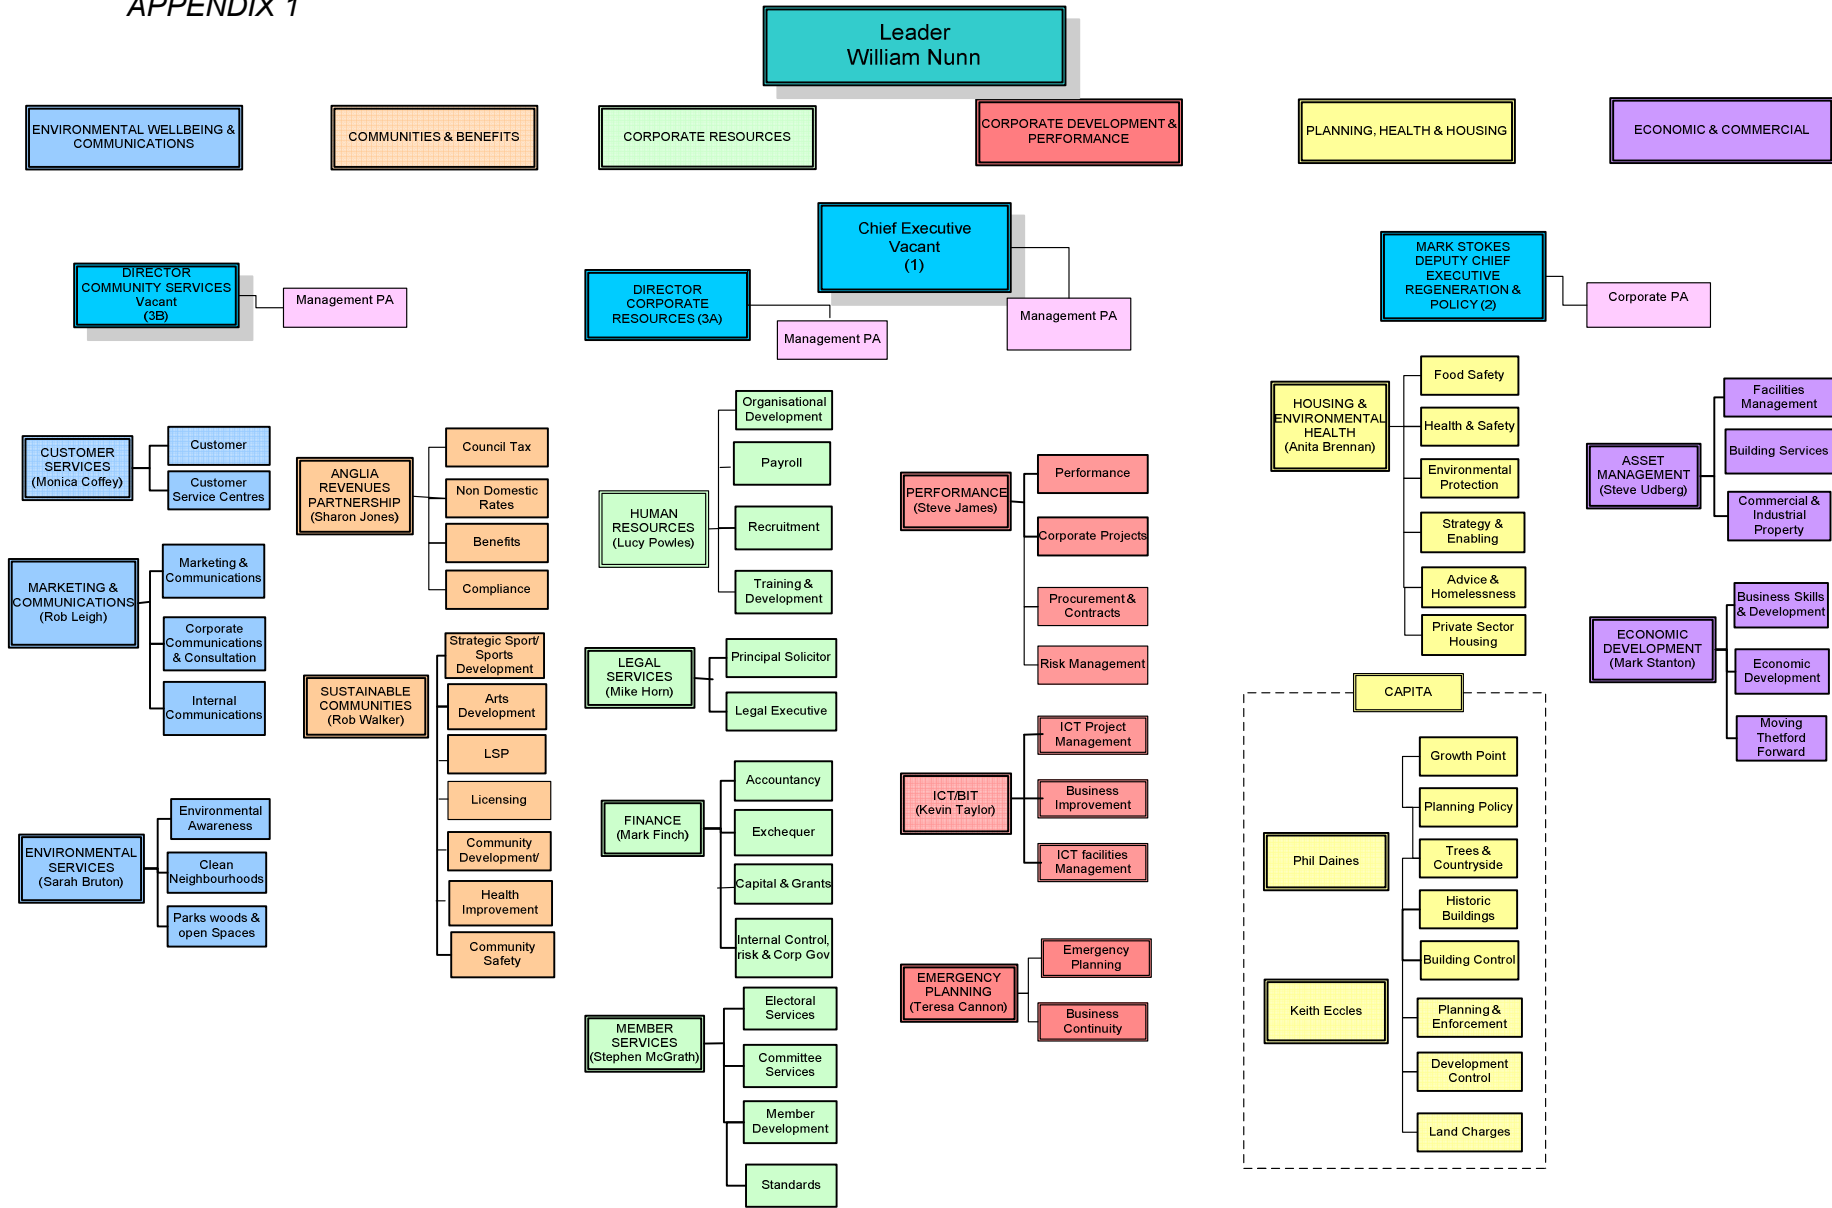 APPENDIX 1
Leader
William Nunn
ENVIRONMENTAL WELLBEING &
COMMUNICATIONS
COMMUNITIES & BENEFITS
CORPORATE RESOURCES
CORPORATE DEVELOPMENT &
PERFORMANCE
PLANNING, HEALTH & HOUSING
ECONOMIC & COMMERCIAL
Chief Executive
Vacant
(1)
Management PA
DIRECTOR
COMMUNITY SERVICES
Vacant
(3B)
Management PA
DIRECTOR
CORPORATE
RESOURCES (3A)
Management PA
MARK STOKES
DEPUTY CHIEF
EXECUTIVE
REGENERATION &
POLICY (2)
Corporate PA
CUSTOMER
SERVICES
(Monica Coffey)
Customer
Customer
Service Centres
MARKETING &
COMMUNICATIONS
(Rob Leigh)
Marketing &
Communications
Corporate
Communications
& Consultation
Internal
Communications
ENVIRONMENTAL
SERVICES
(Sarah Bruton)
Environmental
Awareness
Clean
Neighbourhoods
Parks woods &
open Spaces
ANGLIA
REVENUES
PARTNERSHIP
(Sharon Jones)
Council Tax
Non Domestic
Rates
Benefits
Compliance
SUSTAINABLE
COMMUNITIES
(Rob Walker)
Strategic Sport/
Sports
Development
Arts
Development
LSP
Licensing
Community
Development/
Health
Improvement
Community
Safety
HUMAN
RESOURCES
(Lucy Powles)
Organisational
Development
Payroll
Recruitment
Training &
Development
LEGAL
SERVICES
(Mike Horn)
Principal Solicitor
Legal Executive
FINANCE
(Mark Finch)
Accountancy
Exchequer
Capital & Grants
Internal Control,
risk & Corp Gov
MEMBER
SERVICES
(Stephen McGrath)
Electoral
Services
Committee
Services
Member
Development
Standards
PERFORMANCE
(Steve James)
Performance
Corporate Projects
Procurement &
Contracts
Risk Management
ICT/BIT
(Kevin Taylor)
ICT Project
Management
Business
Improvement
ICT facilities
Management
EMERGENCY
PLANNING
(Teresa Cannon)
Emergency
Planning
Business
Continuity
HOUSING &
ENVIRONMENTAL
HEALTH
(Anita Brennan)
Food Safety
Health & Safety
Environmental
Protection
Strategy &
Enabling
Advice &
Homelessness
Private Sector
Housing
CAPITA
Phil Daines
Keith Eccles
Growth Point
Planning Policy
Trees &
Countryside
Historic
Buildings
Building Control
Planning &
Enforcement
Development
Control
Land Charges
ASSET
MANAGEMENT
(Steve Udberg)
Facilities
Management
Building Services
Commercial &
Industrial
Property
ECONOMIC
DEVELOPMENT
(Mark Stanton)
Business Skills
& Development
Economic
Development
Moving
Thetford
Forward